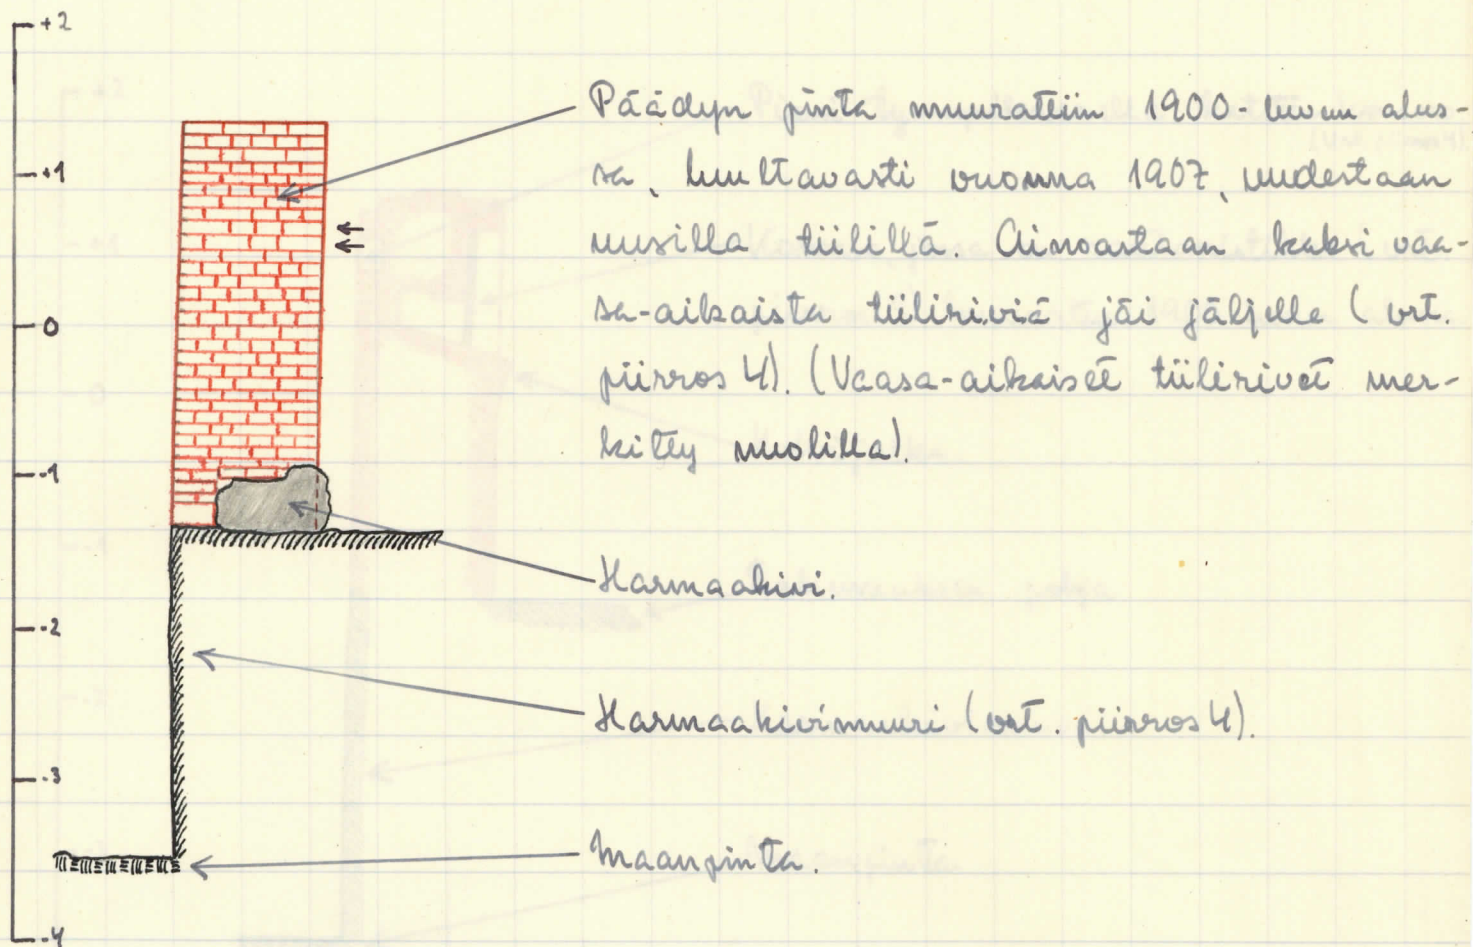 +2
+1
0
-1
-2
-3
-4
Päädyn pinta muurattiin 1900-luvun alus-
sa, luultavasti vuonna 1907, uudestaan
uusilla tiilillä. Ainoastaan kaksi vaa-
sa-aikaista tiiliriviä jäi jäljelle (vrt.
piirros 4). (Vaasa-aikaiset tiilirivit mer-
kitty nuolilla).
Harmaakivi.
Harmaakivimuuri (vrt. piirros 4).
Maanpinta.